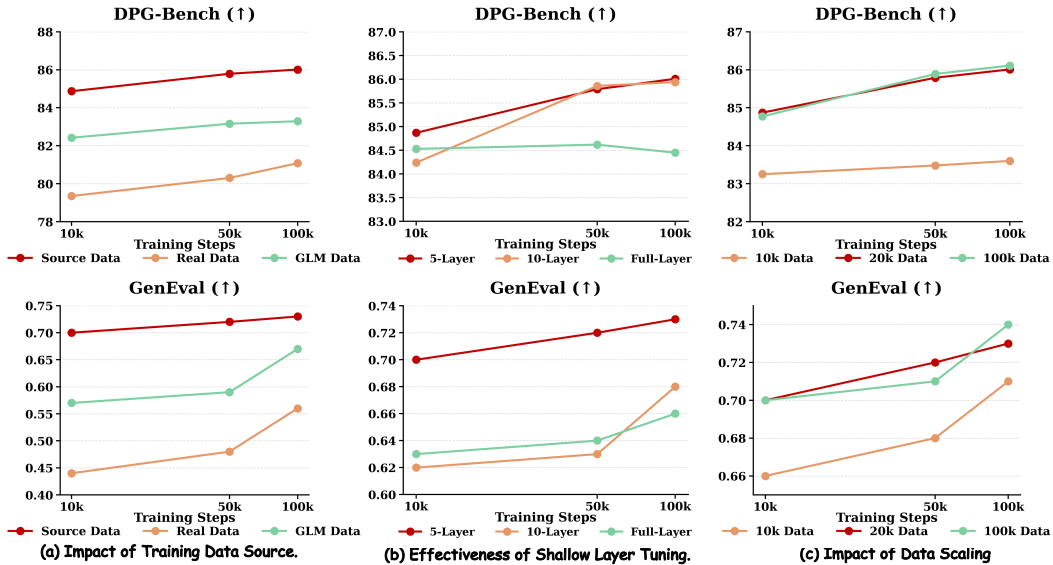 DPG-Bench (↑)
88
86
84
82
80
78
10k
50k
100k
Training Steps
Source Data
Real Data
GLM Data
DPG-Bench (↑)
87.0
86.5
86.0
85.5
85.0
84.5
84.0
83.5
83.0
10k
50k
100k
Training Steps
5-Layer
10-Layer
Full-Layer
DPG-Bench (↑)
87
86
85
84
83
82
10k
50k
100k
Training Steps
10k Data
20k Data
100k Data
GenEval (↑)
0.75
0.70
0.65
0.60
0.55
0.50
0.45
0.40
10k
50k
100k
Training Steps
Source Data
Real Data
GLM Data
(a) Impact of Training Data Source.
GenEval (↑)
0.74
0.72
0.70
0.68
0.66
0.64
0.62
0.60
10k
50k
100k
Training Steps
5-Layer
10-Layer
Full-Layer
(b) Effectiveness of Shallow Layer Tuning.
GenEval (↑)
0.74
0.72
0.70
0.68
0.66
10k
50k
100k
Training Steps
10k Data
20k Data
100k Data
(c) Impact of Data Scaling